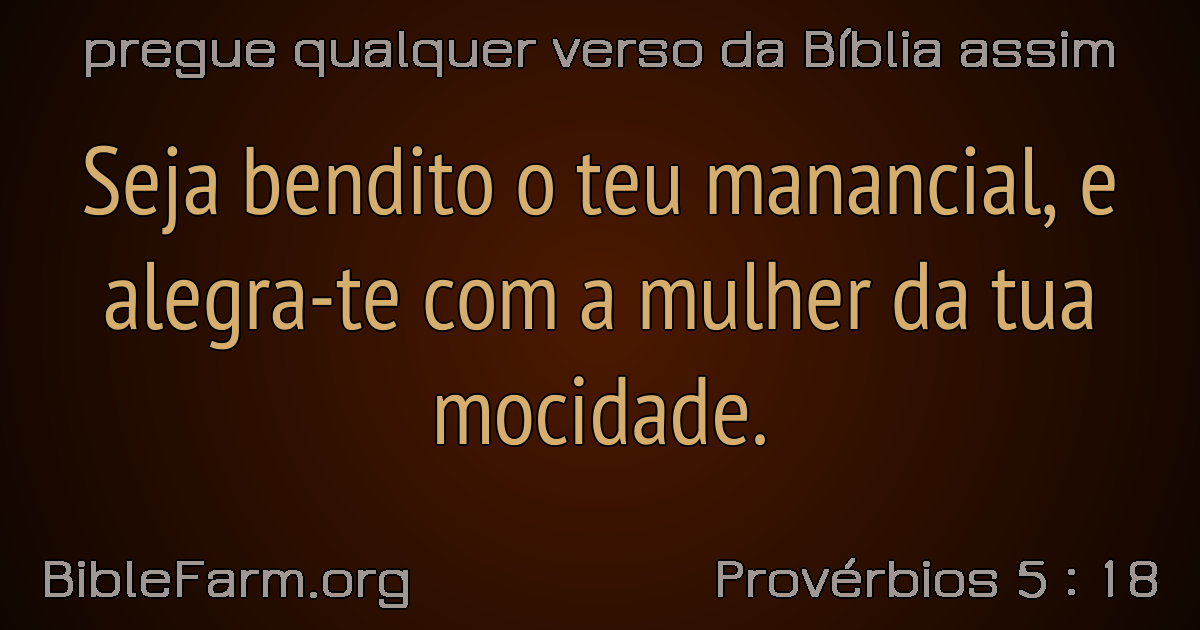 pregue qualquer verso da Bíblia assim
Seja bendito o teu manancial, e
alegra-te com a mulher da tua
mocidade.
BibleFarm.org
Provérbios 5 : 18